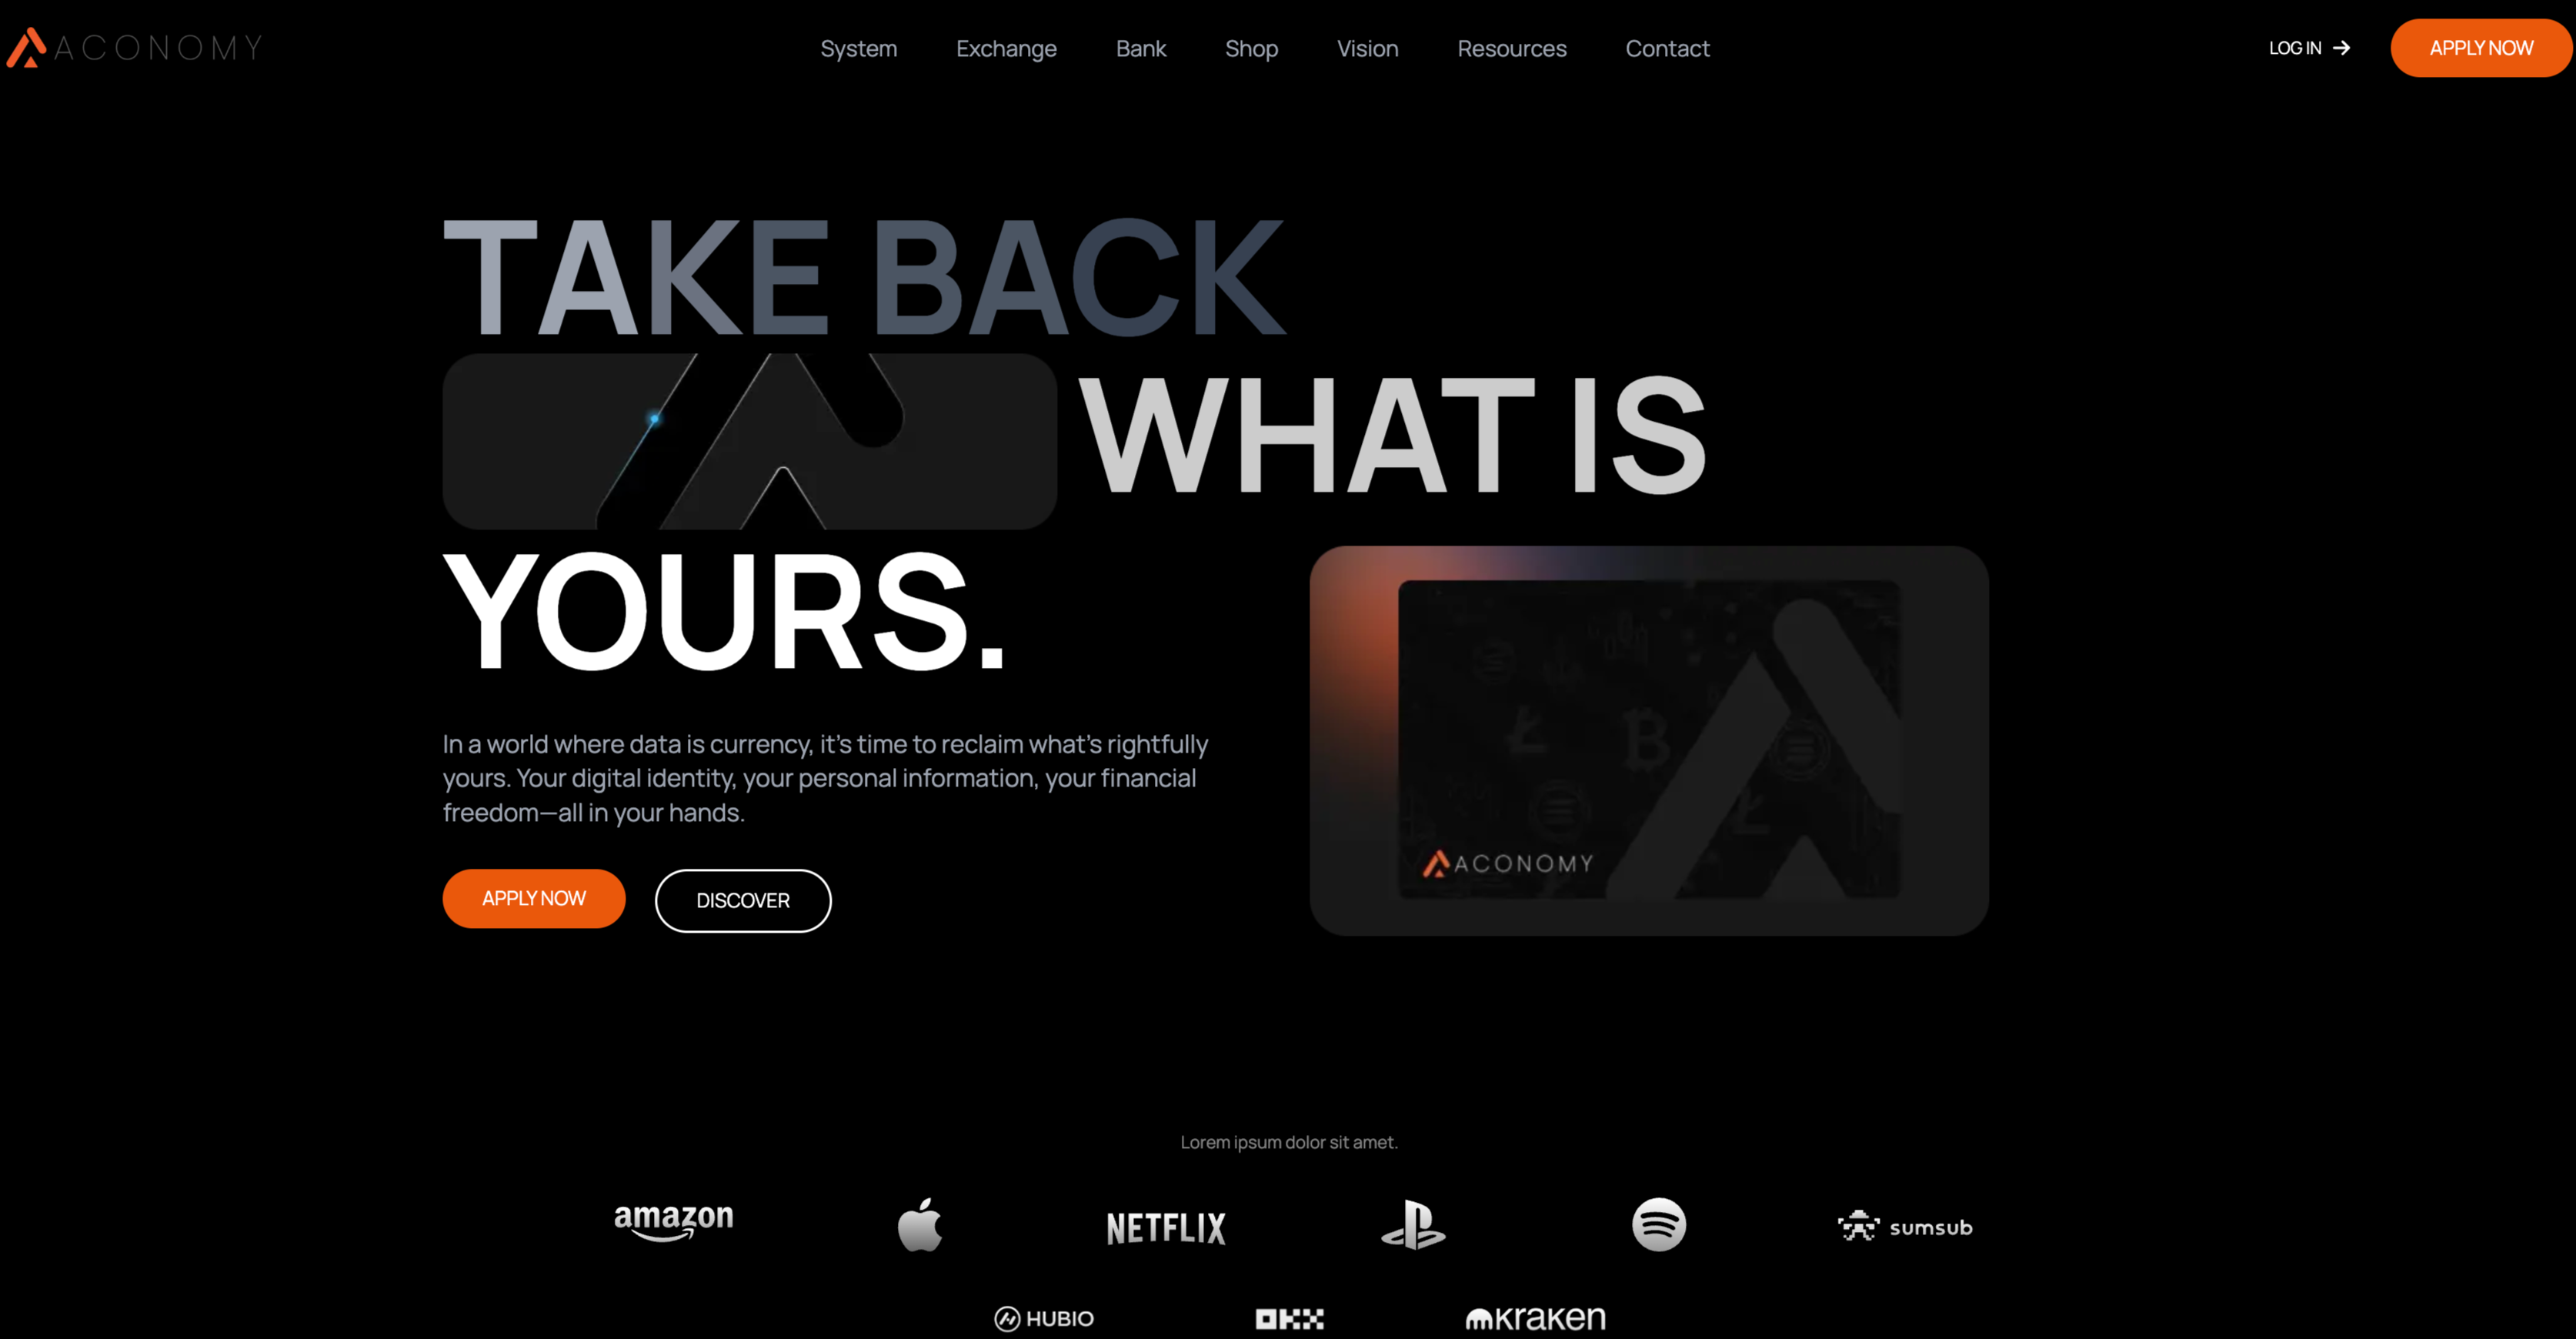 ACONOMY
System Exchange Bank Shop Vision Resources Contact
LOG IN → APPLY NOW
TAKE BACK
WHAT IS
YOURS.
In a world where data is currency, it's time to reclaim what's rightfully
yours. Your digital identity, your personal information, your financial
freedom—all in your hands.
APPLY NOW DISCOVER
ACONOMY
Lorem ipsum dolor sit amet.
amazon NETFLIX sumsub
HUBIO OKX kraken